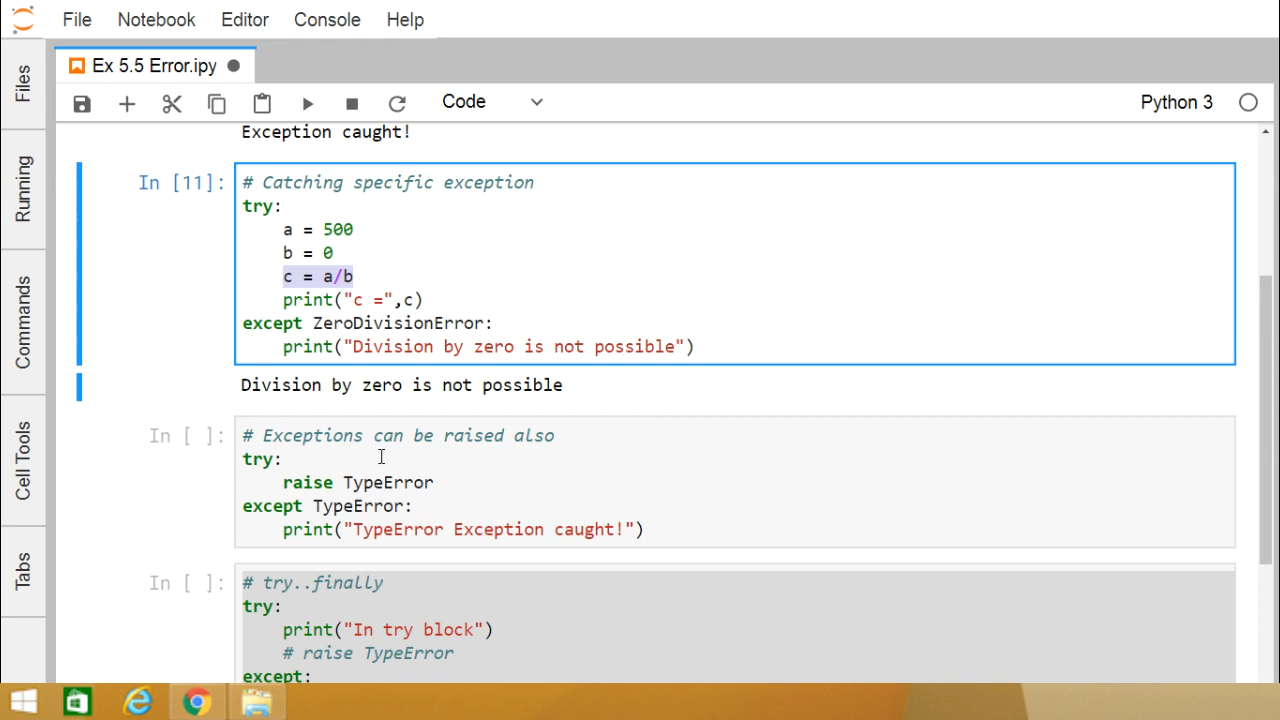 File Notebook Editor Console Help
Ex 5.5 Error.ipy
Code
Python 3
Files
Running
Commands
Cell Tools
Tabs
Exception caught!
In [11]:
# Catching specific exception
try:
    a = 500
    b = 0
    c = a/b
    print("c =",c)
except ZeroDivisionError:
    print("Division by zero is not possible")
Division by zero is not possible
In [ ]:
# Exceptions can be raised also
try:
    raise TypeError
except TypeError:
    print("TypeError Exception caught!")
In [ ]:
# try..finally
try:
    print("In try block")
    # raise TypeError
except: